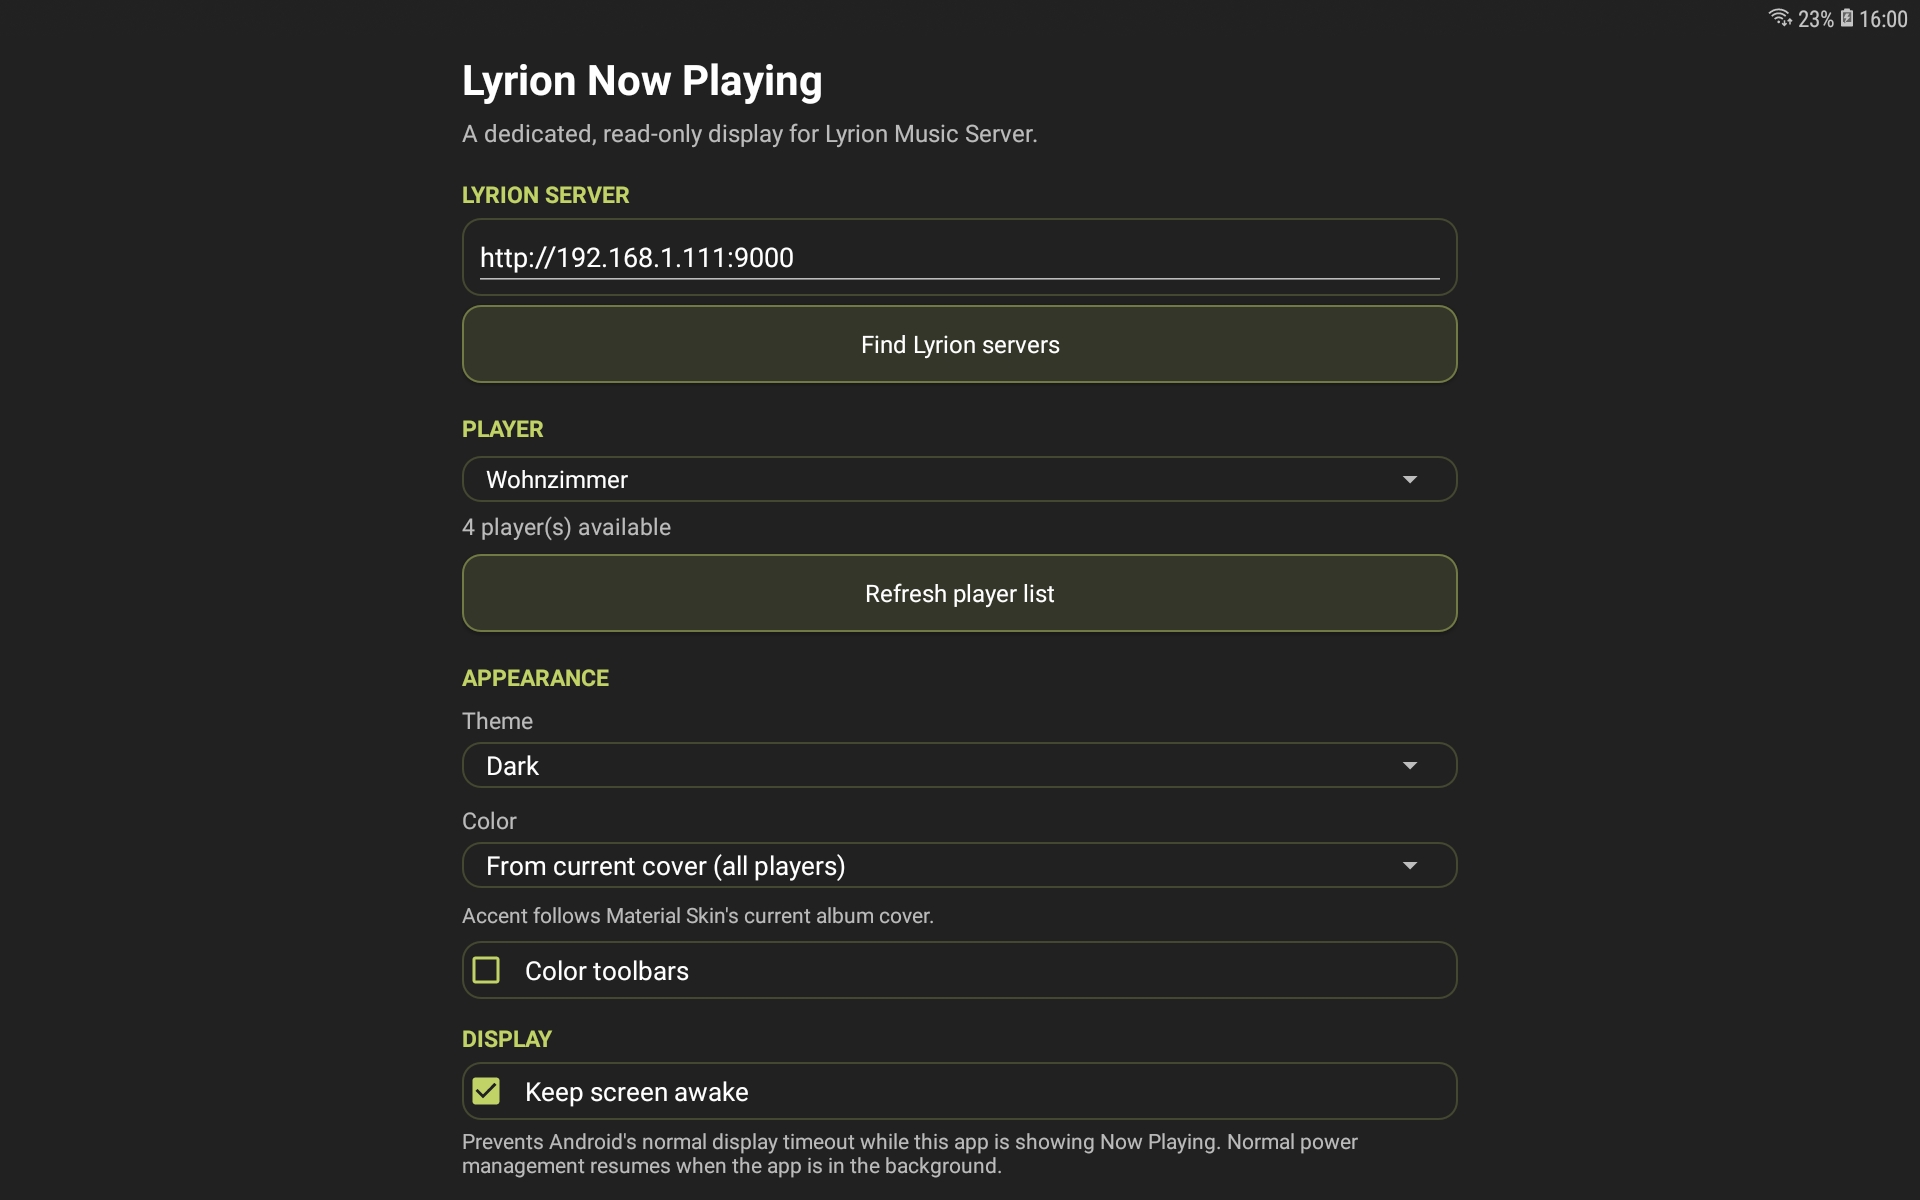 23% 16:00
Lyrion Now Playing
A dedicated, read-only display for Lyrion Music Server.
LYRION SERVER
http://192.168.1.111:9000
Find Lyrion servers
PLAYER
Wohnzimmer
4 player(s) available
Refresh player list
APPEARANCE
Theme
Dark
Color
From current cover (all players)
Accent follows Material Skin's current album cover.
Color toolbars
DISPLAY
Keep screen awake
Prevents Android's normal display timeout while this app is showing Now Playing. Normal power
management resumes when the app is in the background.